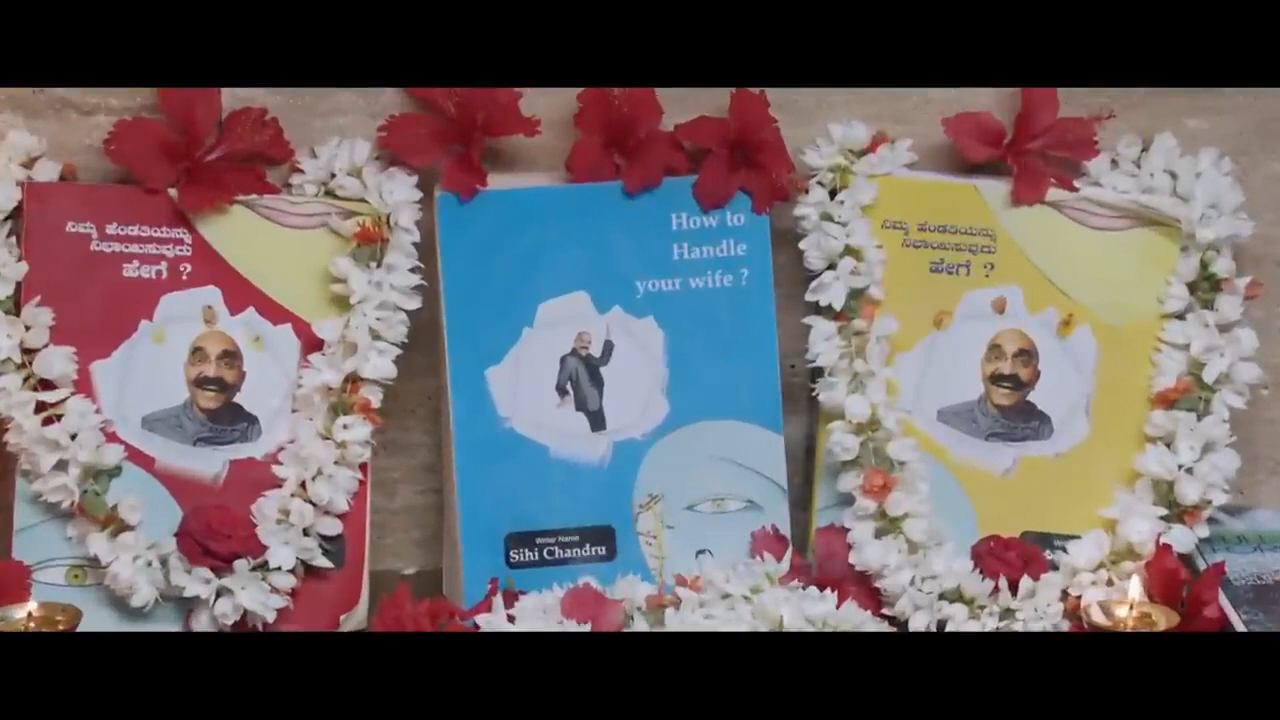 ನಿಮ್ಮ ಹೆಂಡತಿಯನ್ನು
ನಿಭಾಯಿಸುವುದು
ಹೇಗೆ ?
How to
Handle
your wife ?
Writer Name
Sihi Chandru
ನಿಮ್ಮ ಹೆಂಡತಿಯನ್ನು
ನಿಭಾಯಿಸುವುದು
ಹೇಗೆ ?